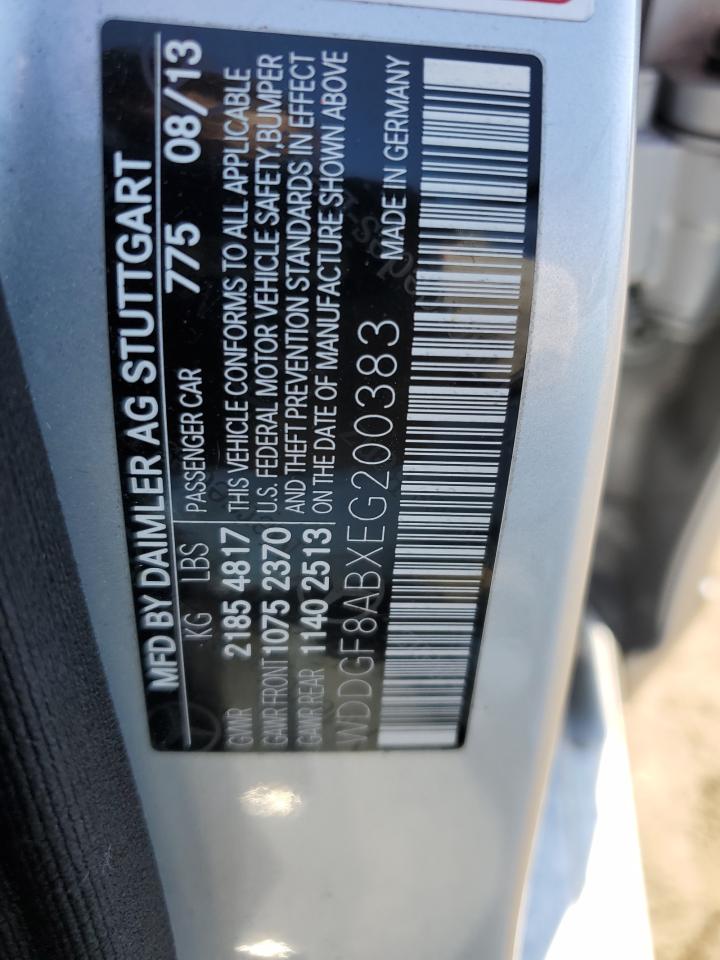 MFD BY DAIMLER AG STUTTGART
KG LBS PASSENGER CAR 775 08/13
GVWR 2185 4817 THIS VEHICLE CONFORMS TO ALL APPLICABLE
GAWR FRONT 1075 2370 U.S. FEDERAL MOTOR VEHICLE SAFETY,BUMPER
GAWR REAR 1140 2513 AND THEFT PREVENTION STANDARDS IN EFFECT
ON THE DATE OF MANUFACTURE SHOWN ABOVE
WDDGF8ABXEG200383 MADE IN GERMANY